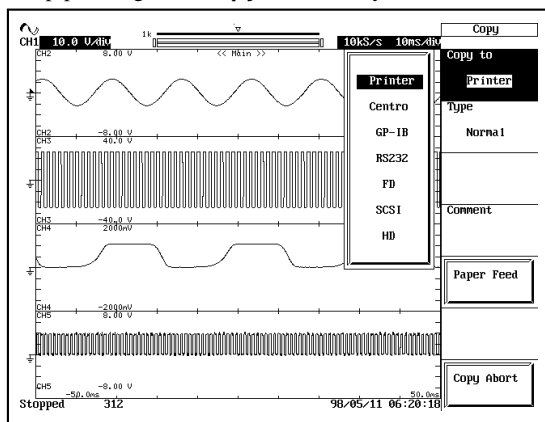 Copy
CH1 10.0 V/div 1k 10kS/s 10ms/div
CH2 8.00 V << Main >>
CH2 -8.00 V
CH3 40.0 V
CH3 -40.0 V
CH4 2000mV
CH4 -2000mV
CH5 8.00 V
CH5 -8.00 V
-50.0ms 50.0ms
Stopped 312 98/05/11 06:20:18
Printer
Centro
GP-IB
RS232
FD
SCSI
HD
Copy to
Printer
Type
Normal
Comment
Paper Feed
Copy Abort